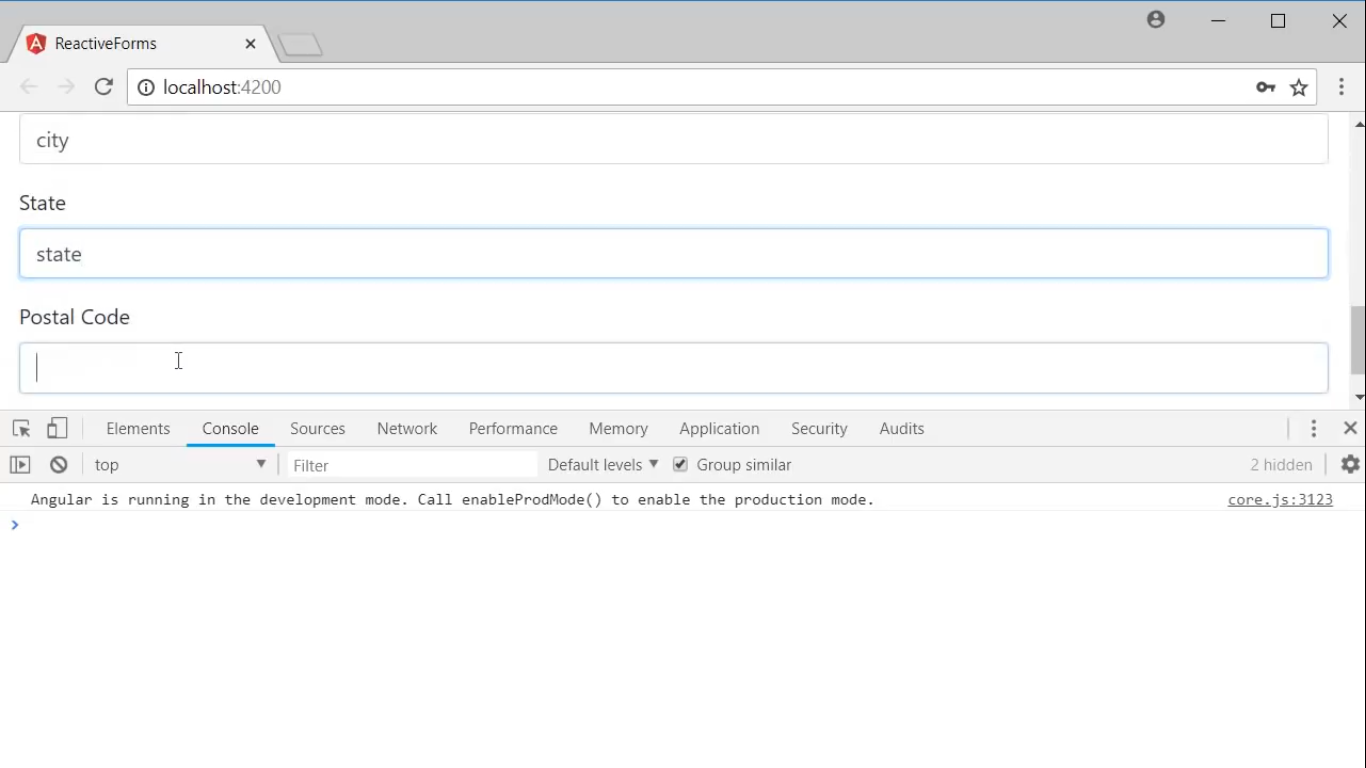 ReactiveForms
localhost:4200
city
State
state
Postal Code
Elements Console Sources Network Performance Memory Application Security Audits
top Filter Default levels Group similar 2 hidden
Angular is running in the development mode. Call enableProdMode() to enable the production mode. core.js:3123